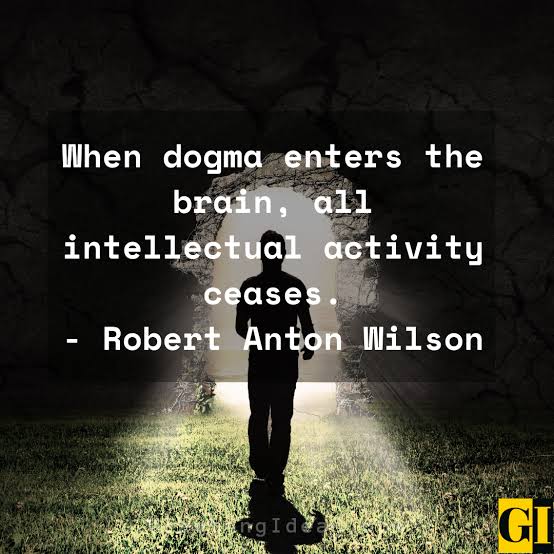 When dogma enters the
brain, all
intellectual activity
ceases.
- Robert Anton Wilson
GI